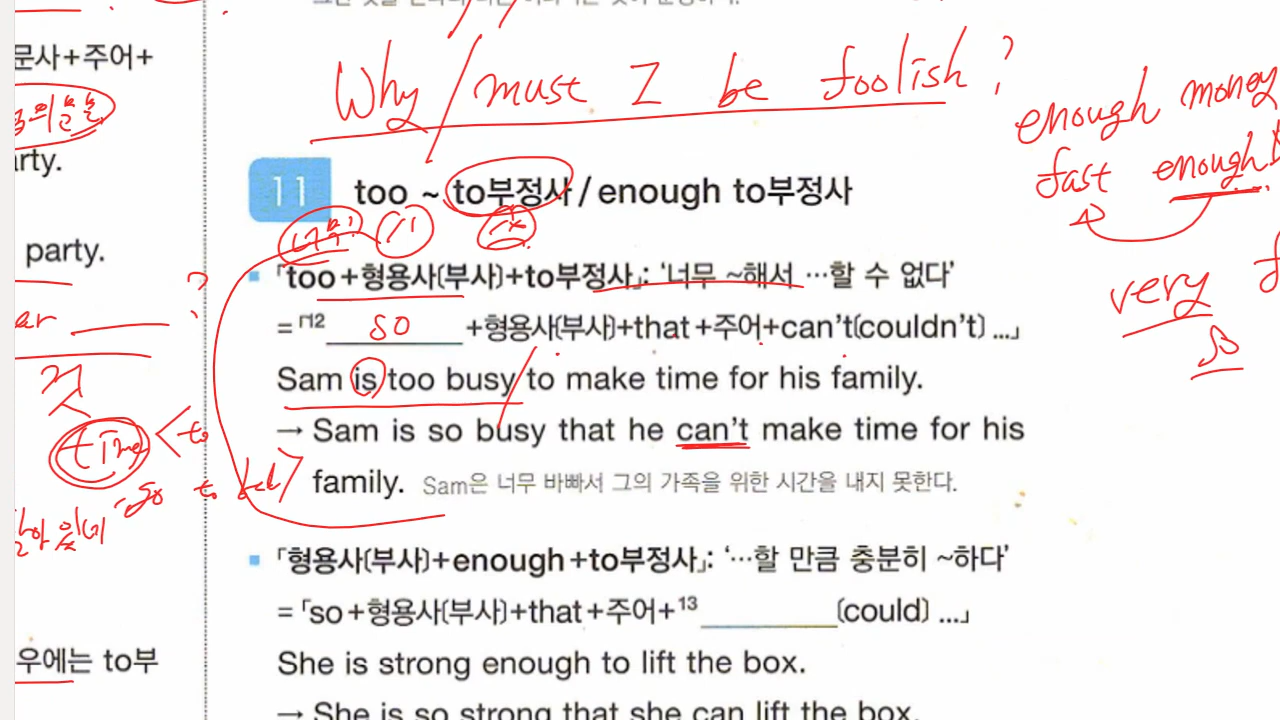 문사+주어+
Why / must I be foolish?
enough money
fast enough
arty.
11 too ~ to부정사 / enough to부정사
party.
너무
very
so
▪ 「too+형용사(부사)+to부정사」: ‘너무 ~해서 …할 수 없다’
= 「12 so +형용사(부사)+that+주어+can't(couldn't) ...」
Sam is too busy / to make time for his family.
→ Sam is so busy that he can't make time for his
time < to
go to bed
family. Sam은 너무 바빠서 그의 가족을 위한 시간을 내지 못한다.
▪ 「형용사(부사)+enough+to부정사」: ‘…할 만큼 충분히 ~하다’
= 「so+형용사(부사)+that+주어+13 (could) ...」
우에는 to부
She is strong enough to lift the box.
→ She is so strong that she can lift the box.